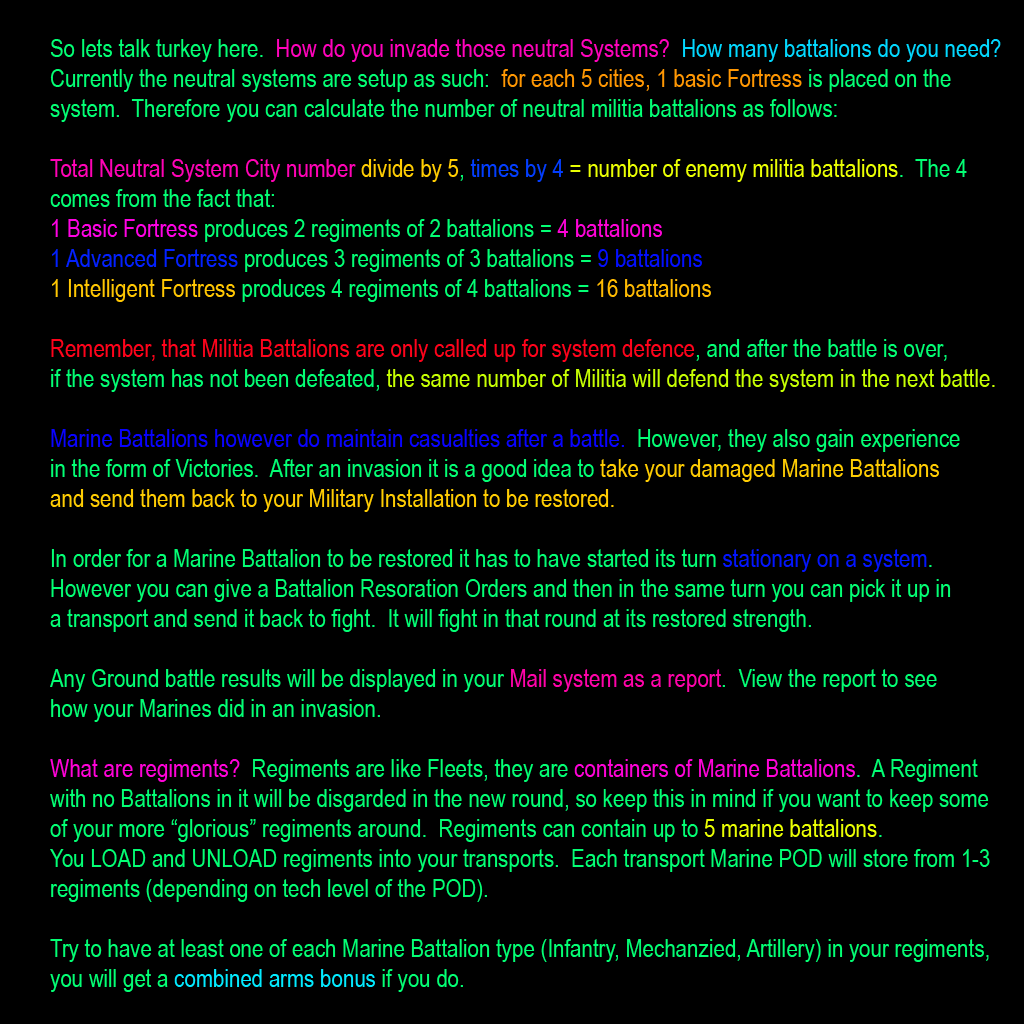 So lets talk turkey here.  How do you invade those neutral Systems?  How many battalions do you need?
Currently the neutral systems are setup as such:  for each 5 cities, 1 basic Fortress is placed on the
system.  Therefore you can calculate the number of neutral militia battalions as follows:
Total Neutral System City number divide by 5, times by 4 = number of enemy militia battalions.  The 4
comes from the fact that:
1 Basic Fortress produces 2 regiments of 2 battalions = 4 battalions
1 Advanced Fortress produces 3 regiments of 3 battalions = 9 battalions
1 Intelligent Fortress produces 4 regiments of 4 battalions = 16 battalions
Remember, that Militia Battalions are only called up for system defence, and after the battle is over,
if the system has not been defeated, the same number of Militia will defend the system in the next battle.
Marine Battalions however do maintain casualties after a battle.  However, they also gain experience
in the form of Victories.  After an invasion it is a good idea to take your damaged Marine Battalions
and send them back to your Military Installation to be restored.
In order for a Marine Battalion to be restored it has to have started its turn stationary on a system.
However you can give a Battalion Resoration Orders and then in the same turn you can pick it up in
a transport and send it back to fight.  It will fight in that round at its restored strength.
Any Ground battle results will be displayed in your Mail system as a report.  View the report to see
how your Marines did in an invasion.
What are regiments?  Regiments are like Fleets, they are containers of Marine Battalions.  A Regiment
with no Battalions in it will be disgarded in the new round, so keep this in mind if you want to keep some
of your more “glorious” regiments around.  Regiments can contain up to 5 marine battalions.
You LOAD and UNLOAD regiments into your transports.  Each transport Marine POD will store from 1-3
regiments (depending on tech level of the POD).
Try to have at least one of each Marine Battalion type (Infantry, Mechanzied, Artillery) in your regiments,
you will get a combined arms bonus if you do.